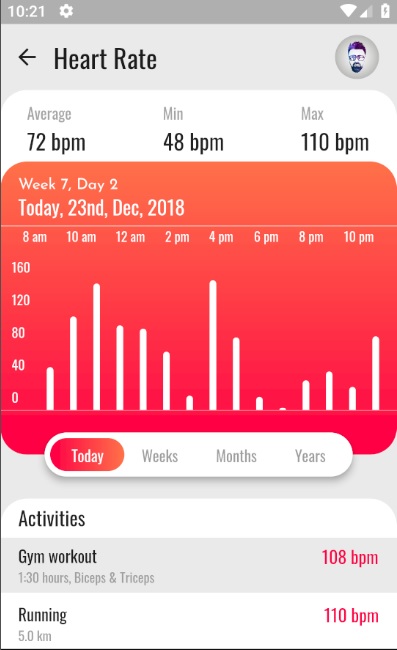 10:21
Heart Rate
Average Min Max
72 bpm 48 bpm 110 bpm
Week 7, Day 2
Today, 23nd, Dec, 2018
8 am 10 am 12 am 2 pm 4 pm 6 pm 8 pm 10 pm
160
120
80
40
0
Today Weeks Months Years
Activities
Gym workout 108 bpm
1:30 hours, Biceps & Triceps
Running 110 bpm
5.0 km